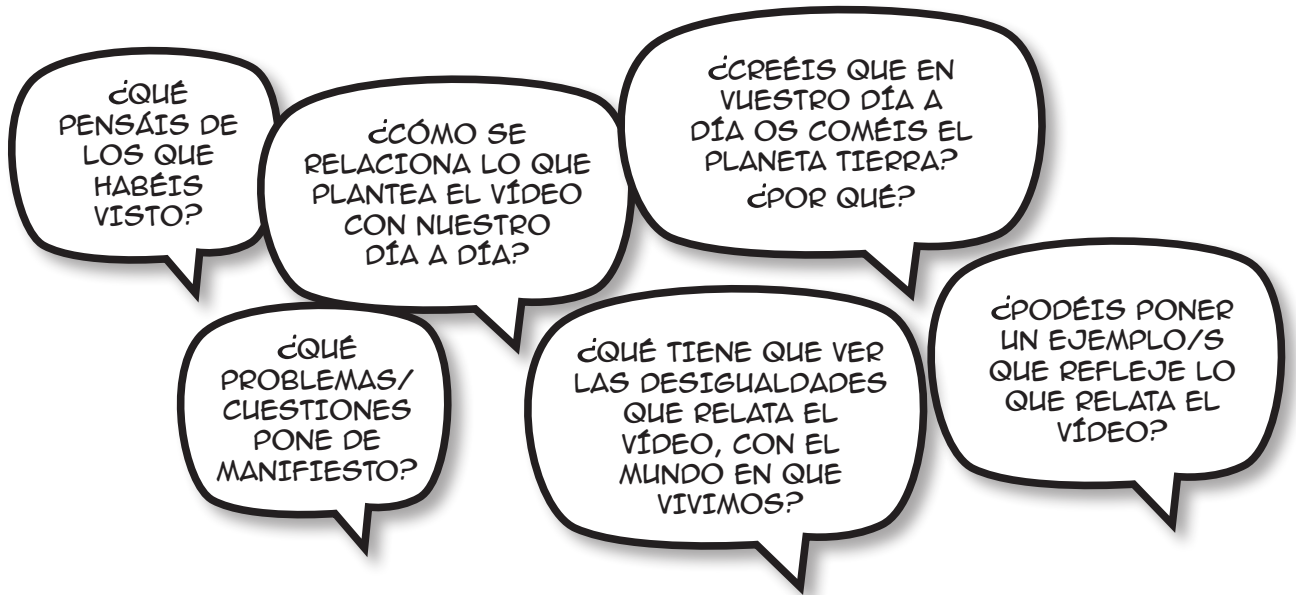 ¿QUÉ
PENSÁIS DE
LOS QUE
HABÉIS
VISTO?
¿CÓMO SE
RELACIONA LO QUE
PLANTEA EL VÍDEO
CON NUESTRO
DÍA A DÍA?
¿CREÉIS QUE EN
VUESTRO DÍA A
DÍA OS COMÉIS EL
PLANETA TIERRA?
¿POR QUÉ?
¿QUÉ
PROBLEMAS/
CUESTIONES
PONE DE
MANIFIESTO?
¿QUÉ TIENE QUE VER
LAS DESIGUALDADES
QUE RELATA EL
VÍDEO, CON EL
MUNDO EN QUE
VIVIMOS?
¿PODÉIS PONER
UN EJEMPLO/S
QUE REFLEJE LO
QUE RELATA EL
VÍDEO?